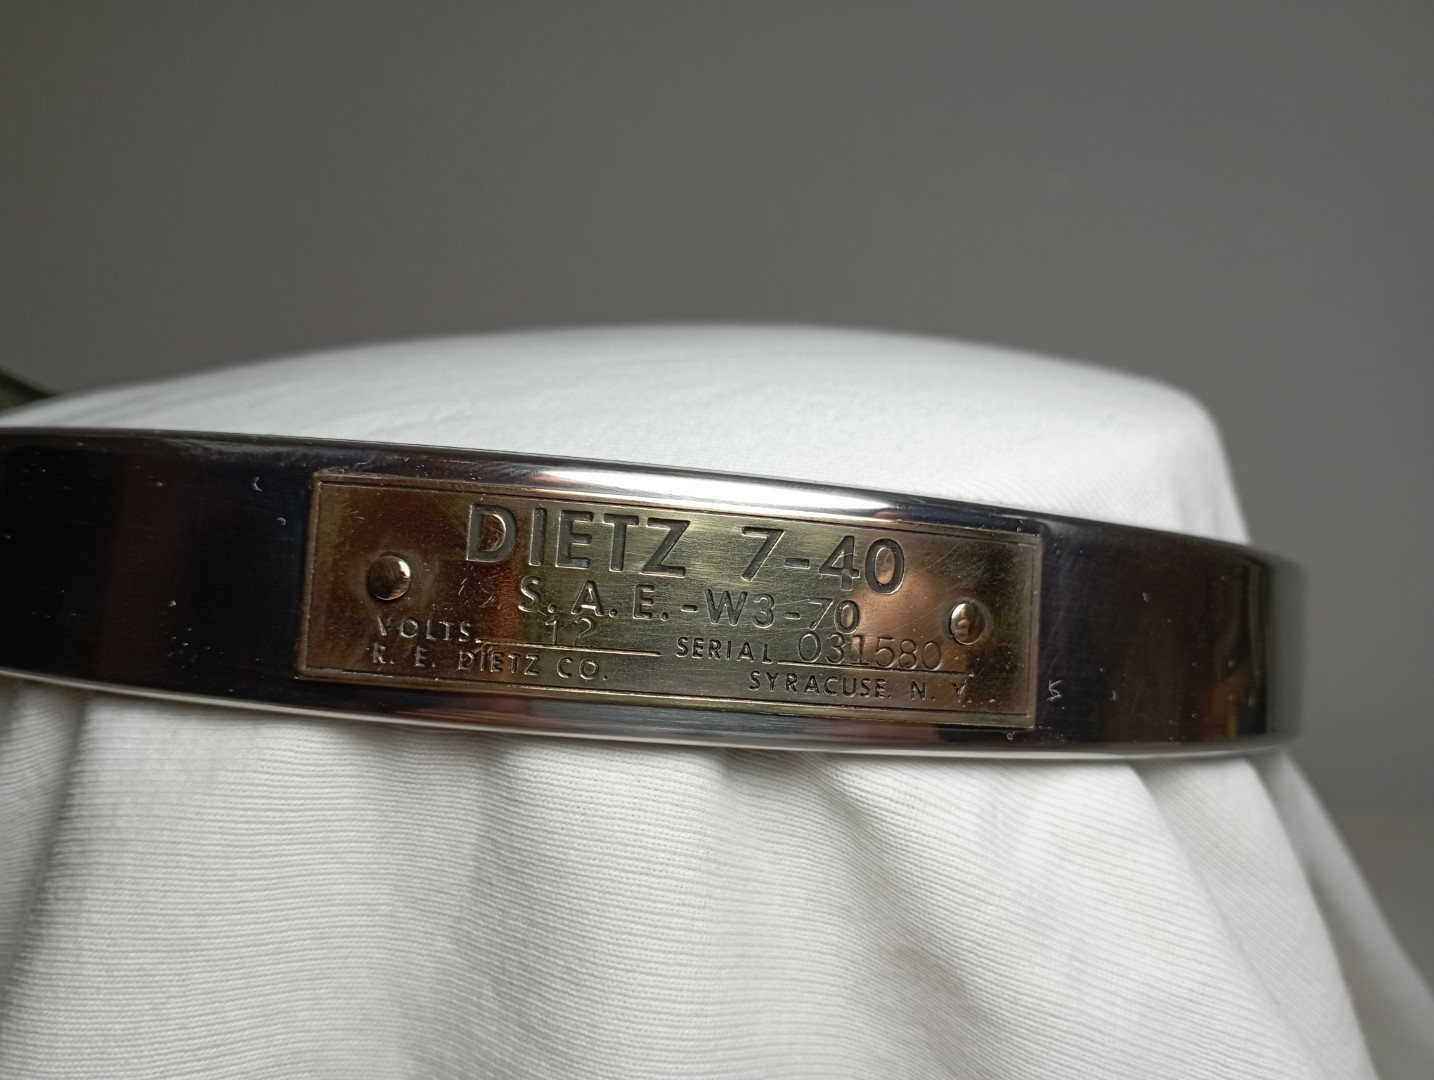 DIETZ 7-40
S.A.E.-W3-70
VOLTS 12 SERIAL 031580
R. E. DIETZ CO. SYRACUSE N. Y.